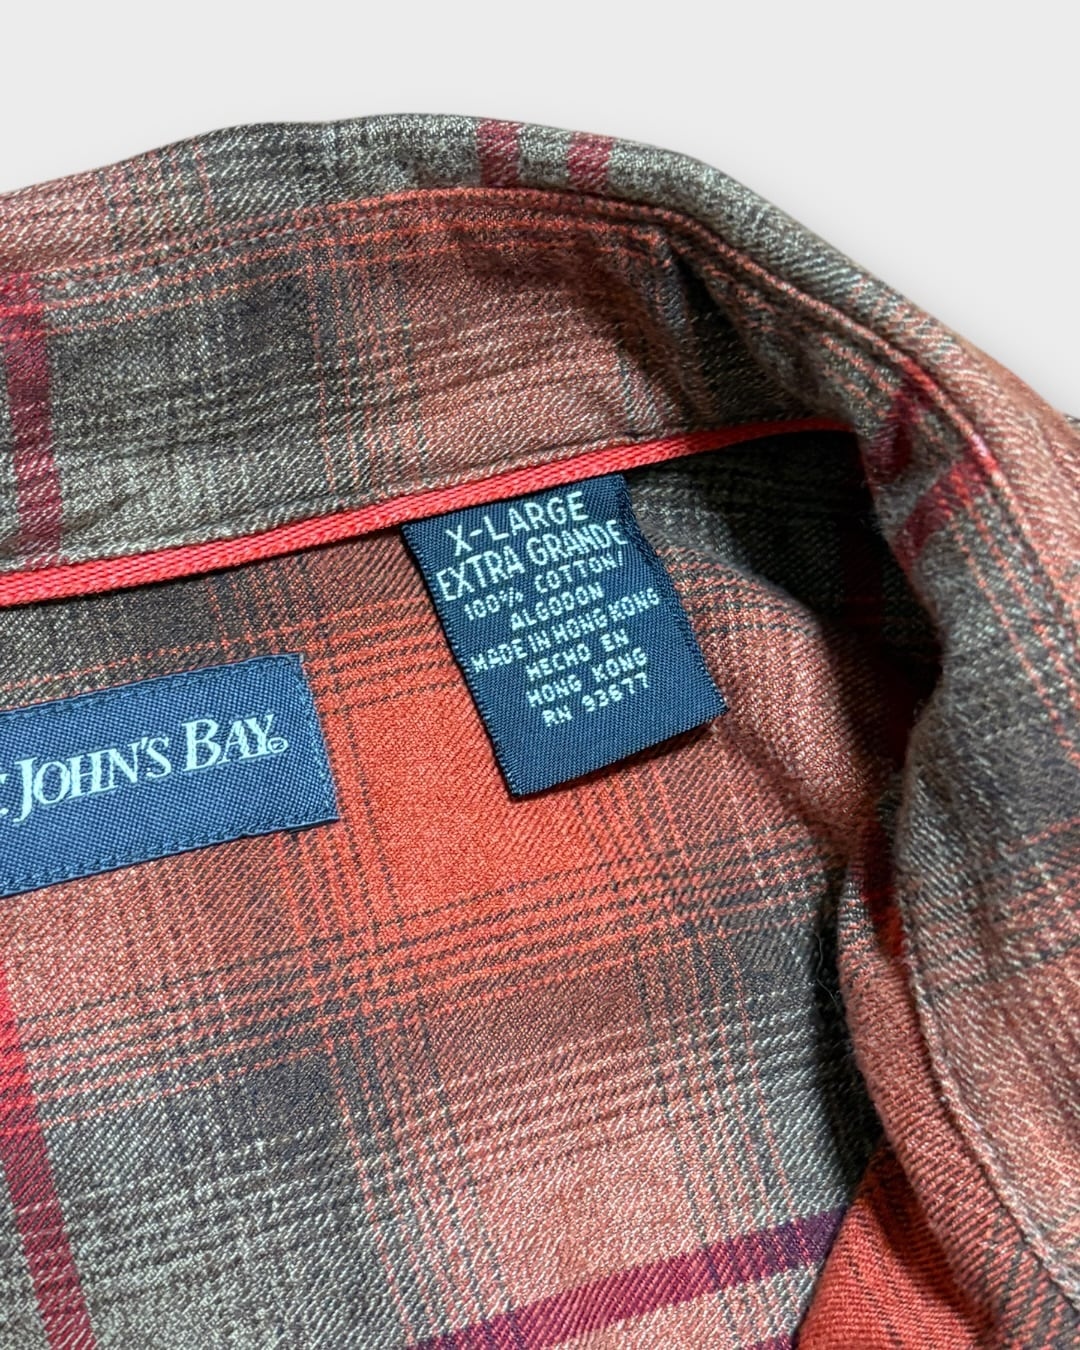 X-LARGE
EXTRA GRANDE
100% COTTON/
ALGODON
MADE IN HONG KONG
HECHO EN
HONG KONG
RN 93677
JOHN'S BAY®